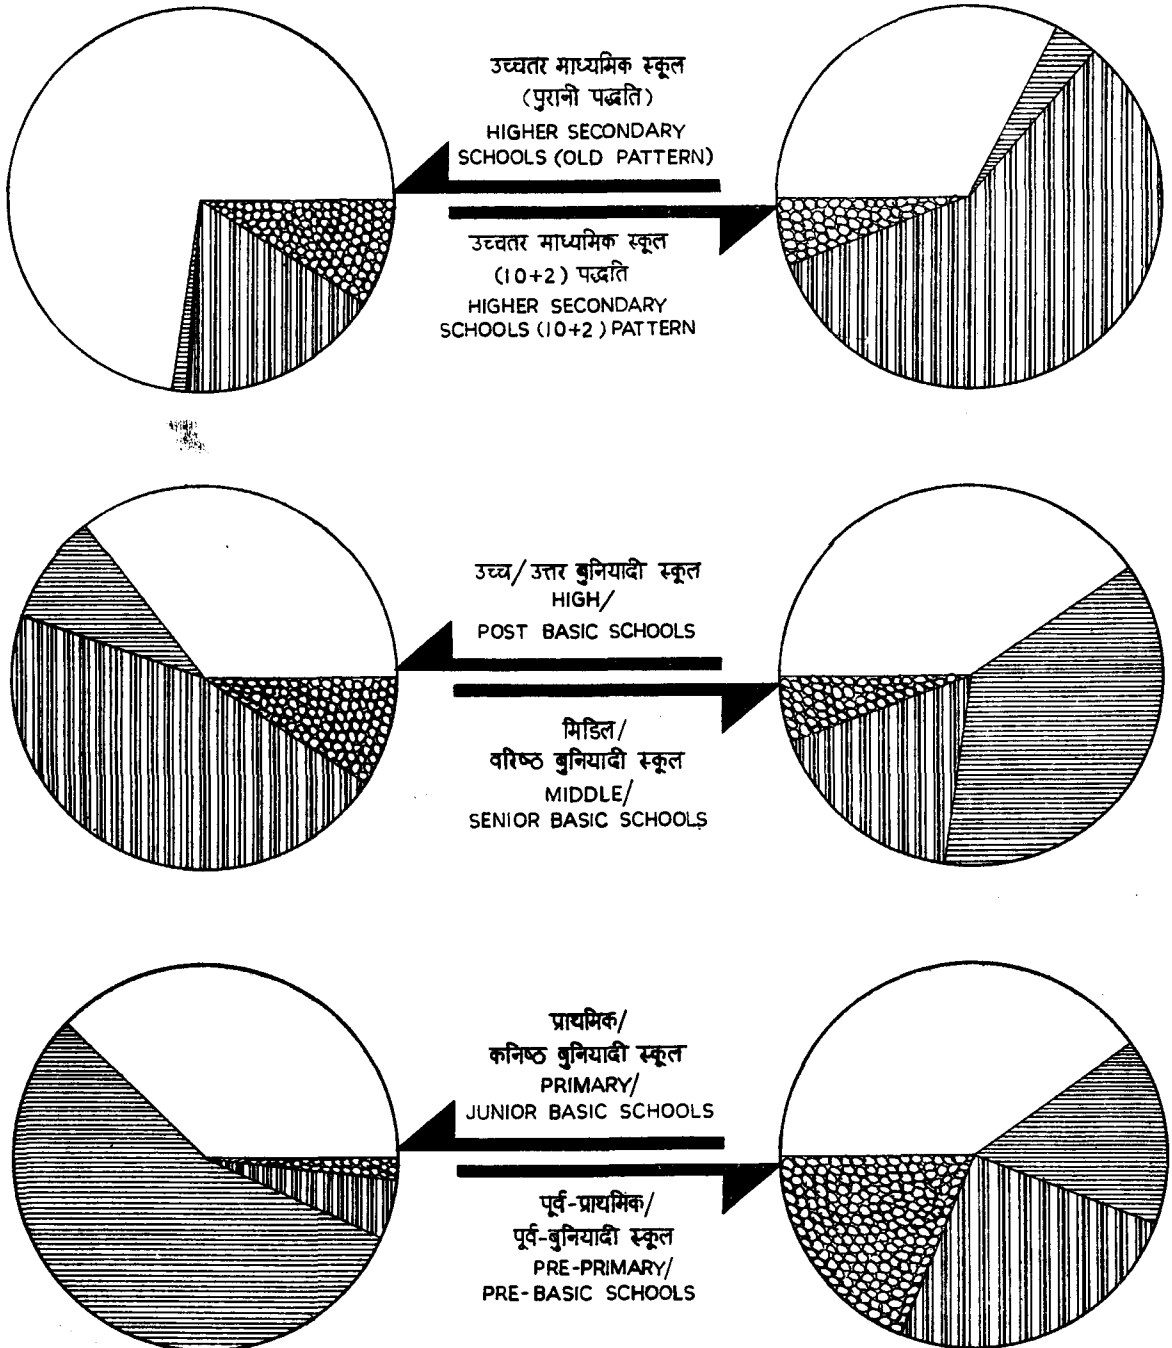 उच्चतर माध्यमिक स्कूल
(पुरानी पद्धति)
HIGHER SECONDARY
SCHOOLS (OLD PATTERN)
उच्चतर माध्यमिक स्कूल
(10+2) पद्धति
HIGHER SECONDARY
SCHOOLS (10+2) PATTERN
उच्च/उत्तर बुनियादी स्कूल
HIGH/
POST BASIC SCHOOLS
मिडिल/
वरिष्ठ बुनियादी स्कूल
MIDDLE/
SENIOR BASIC SCHOOLS
प्राथमिक/
कनिष्ठ बुनियादी स्कूल
PRIMARY/
JUNIOR BASIC SCHOOLS
पूर्व-प्राथमिक/
पूर्व-बुनियादी स्कूल
PRE-PRIMARY/
PRE-BASIC SCHOOLS